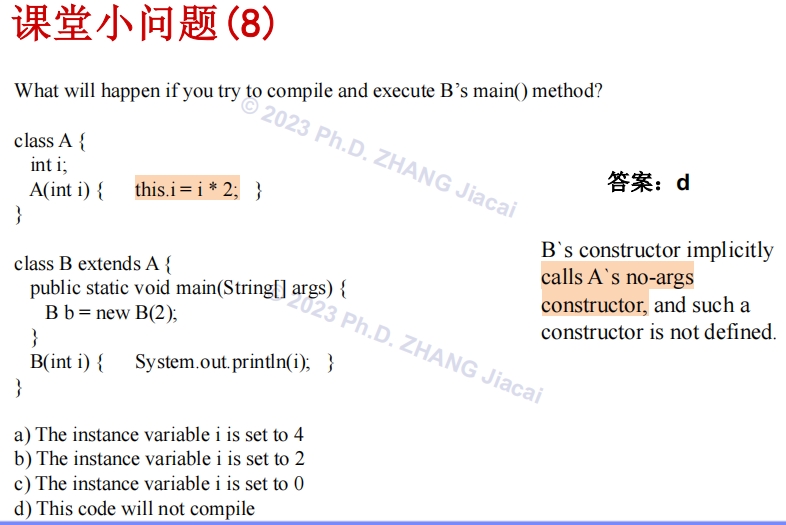 课堂小问题(8)
What will happen if you try to compile and execute B’s main() method?
© 2023 Ph.D. ZHANG Jiacai
class A {
int i;
A(int i) { this.i = i * 2; }
}
答案：d
class B extends A {
public static void main(String[] args) {
B b = new B(2);
}
B(int i) { System.out.println(i); }
}
© 2023 Ph.D. ZHANG Jiacai
B`s constructor implicitly
calls A`s no-args
constructor, and such a
constructor is not defined.
a) The instance variable i is set to 4
b) The instance variable i is set to 2
c) The instance variable i is set to 0
d) This code will not compile